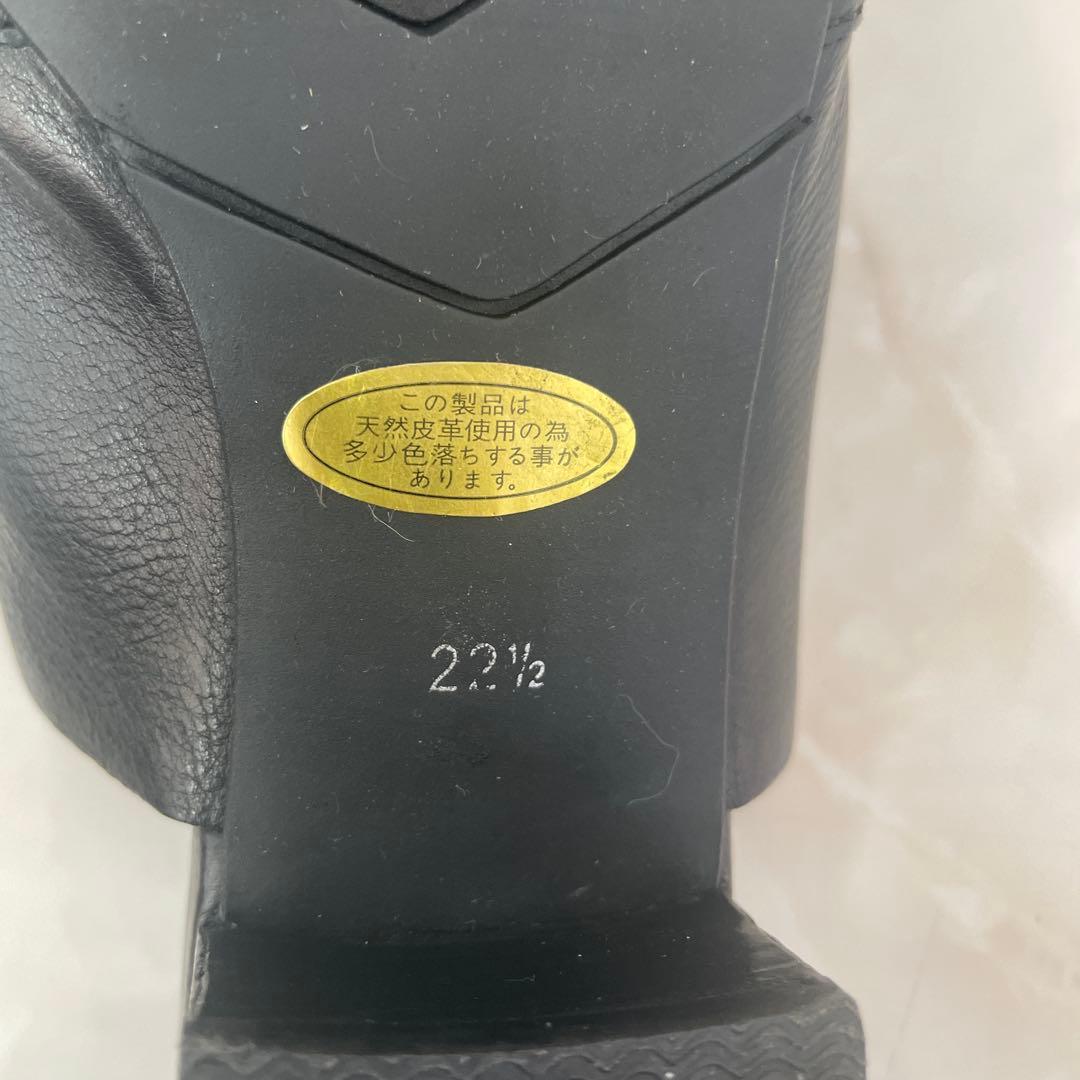 この製品は
天然皮革使用の為
多少色落ちする事が
あります。
22½